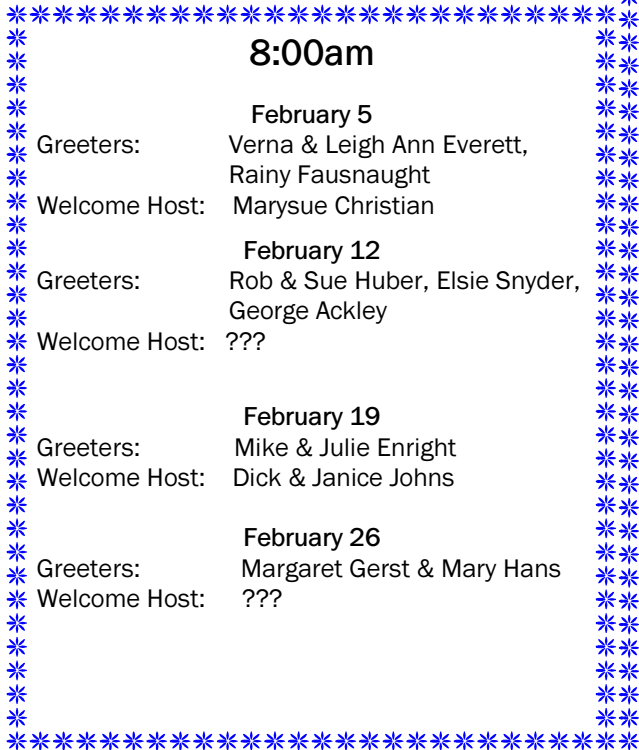 8:00am
February 5
Greeters: Verna & Leigh Ann Everett,
Rainy Fausnaught
Welcome Host: Marysue Christian
February 12
Greeters: Rob & Sue Huber, Elsie Snyder,
George Ackley
Welcome Host: ???
February 19
Greeters: Mike & Julie Enright
Welcome Host: Dick & Janice Johns
February 26
Greeters: Margaret Gerst & Mary Hans
Welcome Host: ???